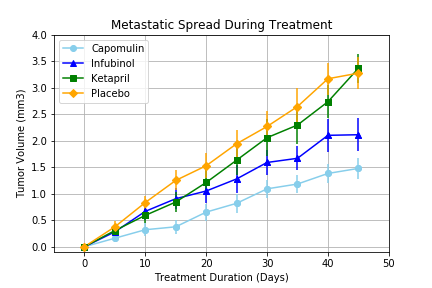 Metastatic Spread During Treatment
Capomulin
Infubinol
Ketapril
Placebo
Tumor Volume (mm3)
4.0
3.5
3.0
2.5
2.0
1.5
1.0
0.5
0.0
0 10 20 30 40 50
Treatment Duration (Days)